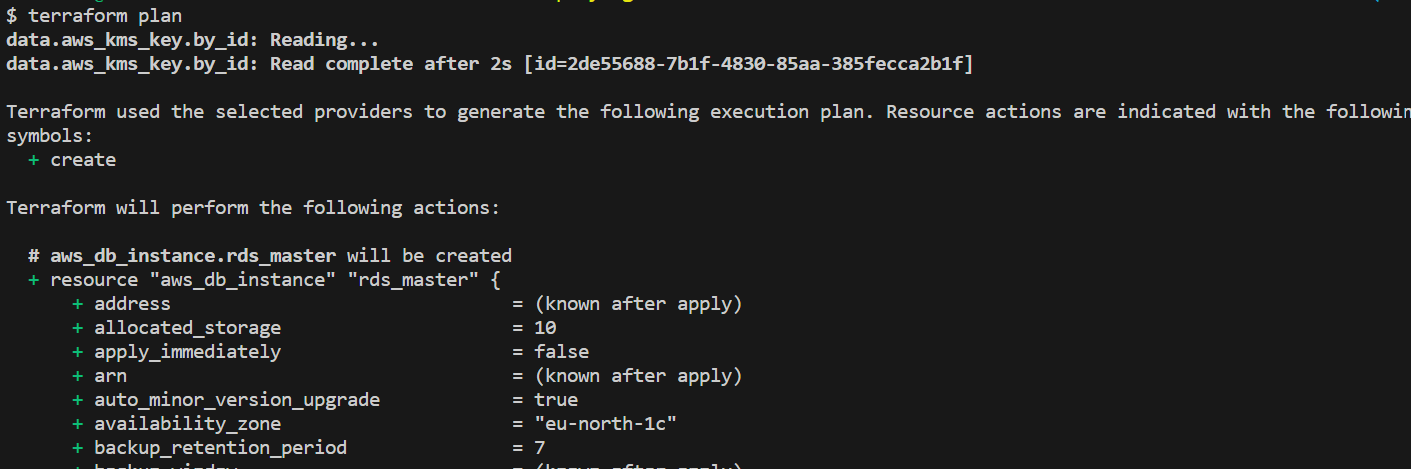 $ terraform plan
data.aws_kms_key.by_id: Reading...
data.aws_kms_key.by_id: Read complete after 2s [id=2de55688-7b1f-4830-85aa-385fecca2b1f]
Terraform used the selected providers to generate the following execution plan. Resource actions are indicated with the followin
symbols:
+ create
Terraform will perform the following actions:
# aws_db_instance.rds_master will be created
+ resource "aws_db_instance" "rds_master" {
+ address = (known after apply)
+ allocated_storage = 10
+ apply_immediately = false
+ arn = (known after apply)
+ auto_minor_version_upgrade = true
+ availability_zone = "eu-north-1c"
+ backup_retention_period = 7